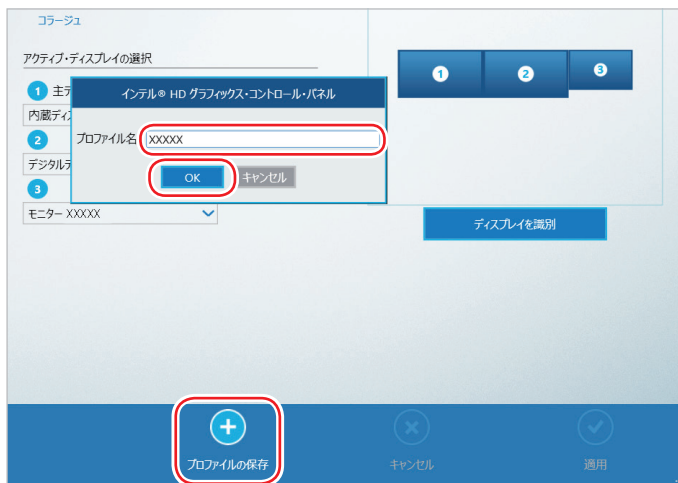 コラージュ
アクティブ・ディスプレイの選択
1 主デ
内蔵ディ
2
デジタルデ
3
モニター XXXXX
インテル® HD グラフィックス・コントロール・パネル
プロファイル名 XXXXX
OK キャンセル
1 2 3
ディスプレイを識別
プロファイルの保存
キャンセル
適用